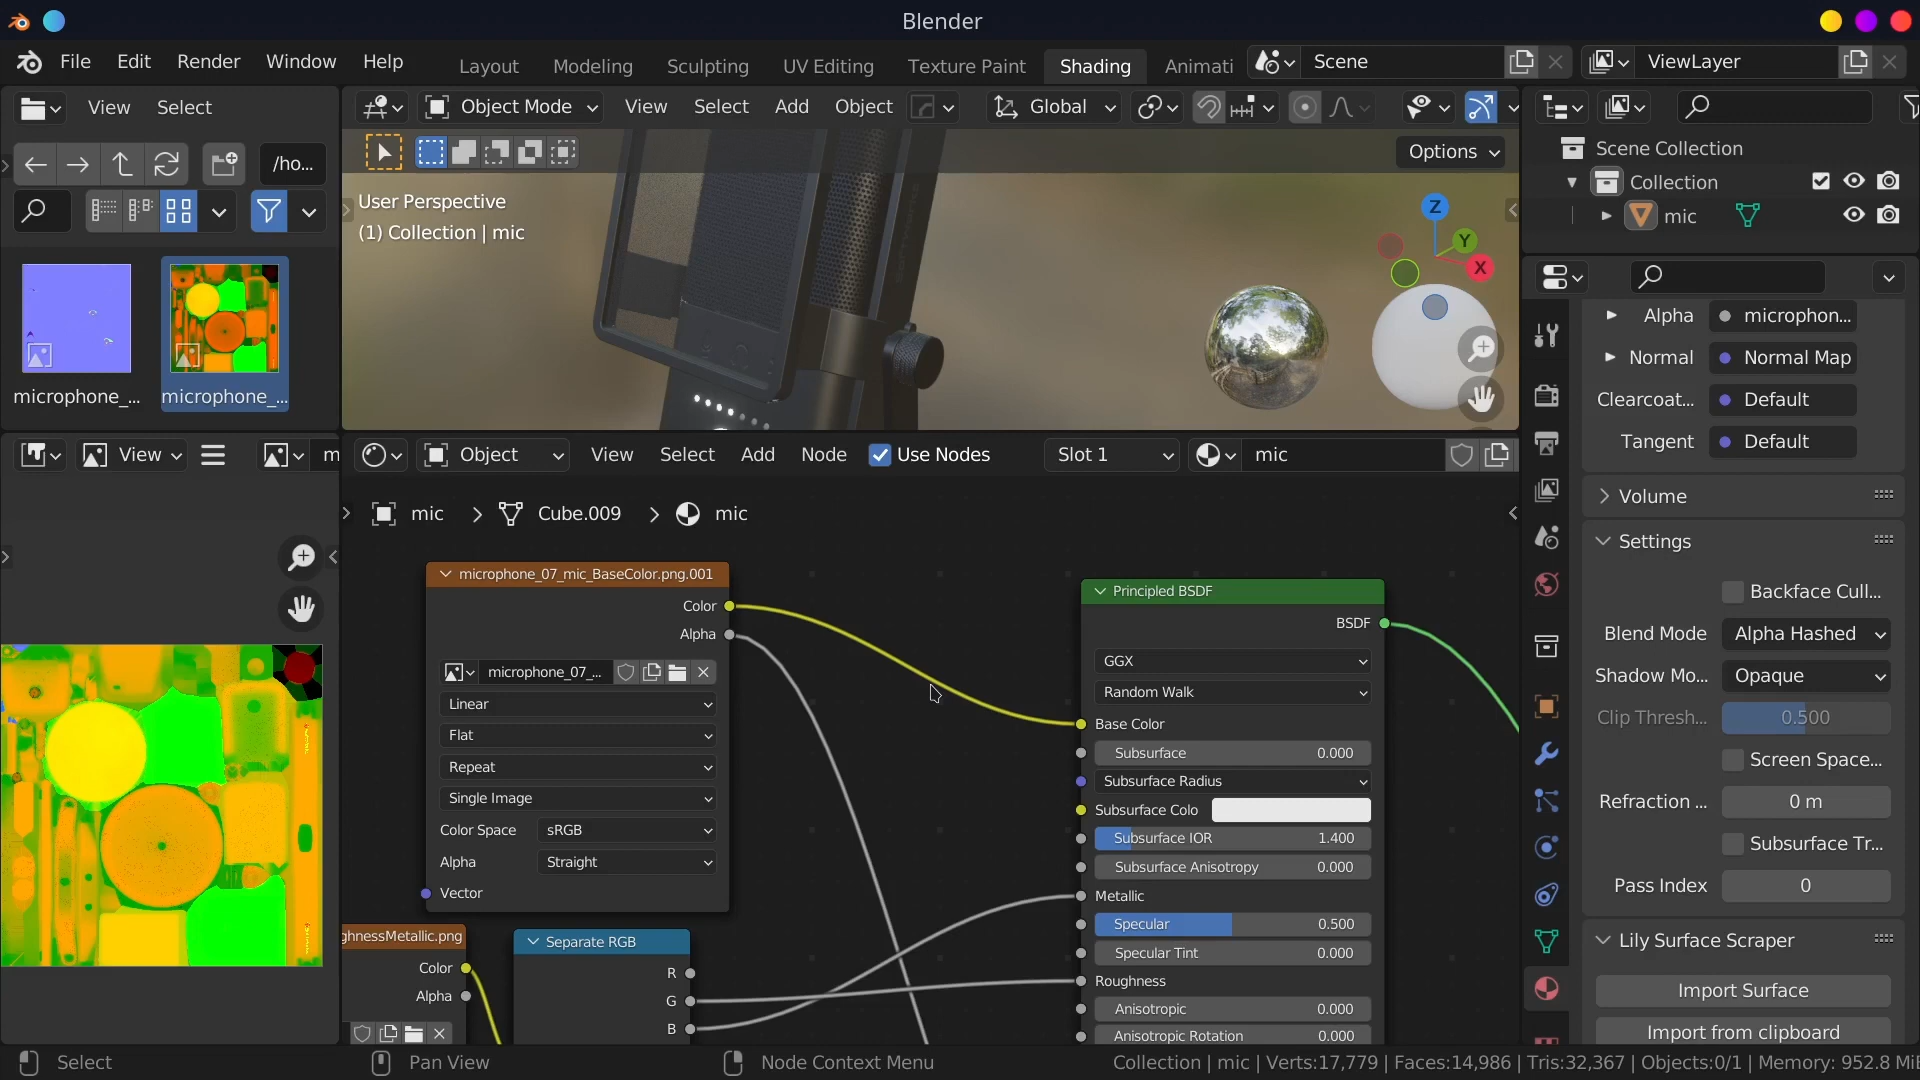 Blender
File Edit Render Window Help
Layout Modeling Sculpting UV Editing Texture Paint Shading Animati
Scene
ViewLayer
View Select
Object Mode View Select Add Object Global
/ho...
Options
User Perspective
(1) Collection | mic
Z
Y
X
microphone_...
microphone_...
Scene Collection
Collection
mic
Alpha microphon...
Normal Normal Map
Clearcoat... Default
Tangent Default
Volume
Settings
Backface Cull...
Blend Mode Alpha Hashed
Shadow Mo... Opaque
Clip Thresh... 0.500
Screen Space...
Refraction ... 0 m
Subsurface Tr...
Pass Index 0
Lily Surface Scraper
Import Surface
Import from clipboard
View m
Object View Select Add Node Use Nodes Slot 1 mic
mic > Cube.009 > mic
microphone_07_mic_BaseColor.png.001
Color
Alpha
microphone_07_...
Linear
Flat
Repeat
Single Image
Color Space sRGB
Alpha Straight
Vector
ghnessMetallic.png
Color
Alpha
Separate RGB
R
G
B
Principled BSDF
BSDF
GGX
Random Walk
Base Color
Subsurface 0.000
Subsurface Radius
Subsurface Colo
Subsurface IOR 1.400
Subsurface Anisotropy 0.000
Metallic
Specular 0.500
Specular Tint 0.000
Roughness
Anisotropic 0.000
Anisotropic Rotation 0.000
Select Pan View Node Context Menu Collection | mic | Verts:17,779 | Faces:14,986 | Tris:32,367 | Objects:0/1 | Memory: 952.8 Mi